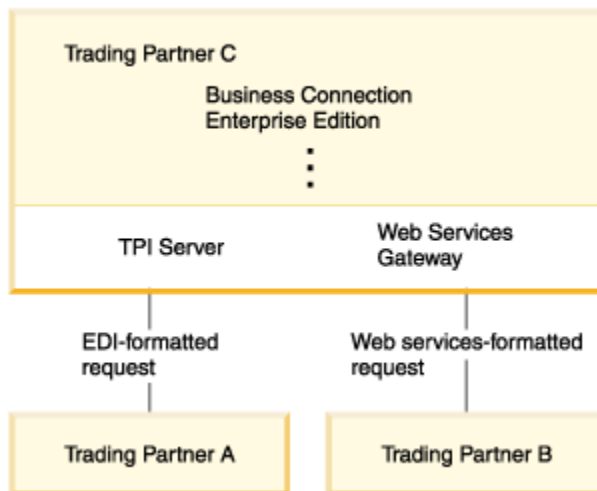 Trading Partner C
Business Connection
Enterprise Edition
TPI Server
Web Services
Gateway
EDI-formatted
request
Web services-formatted
request
Trading Partner A
Trading Partner B